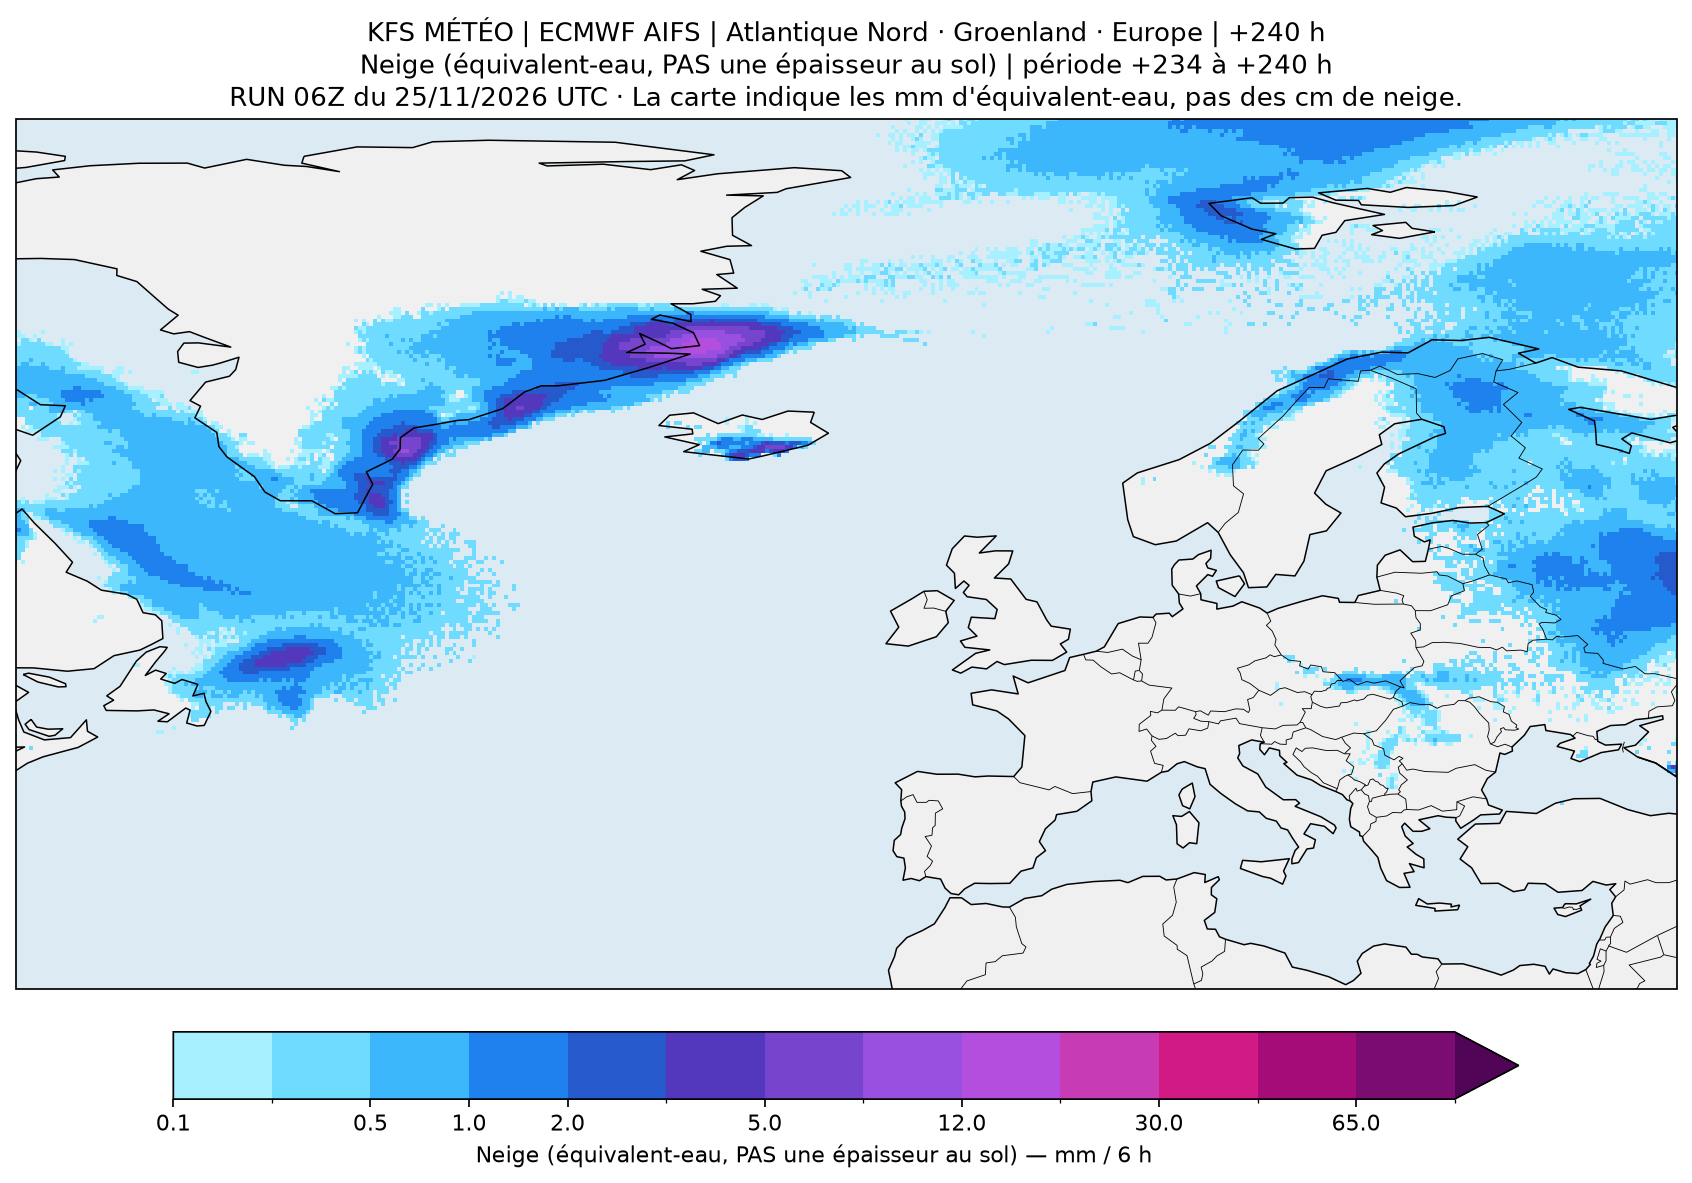 KFS MÉTÉO | ECMWF AIFS | Atlantique Nord · Groenland · Europe | +240 h
Neige (équivalent-eau, PAS une épaisseur au sol) | période +234 à +240 h
RUN 06Z du 25/11/2026 UTC · La carte indique les mm d'équivalent-eau, pas des cm de neige.
0.1 0.5 1.0 2.0 5.0 12.0 30.0 65.0
Neige (équivalent-eau, PAS une épaisseur au sol) — mm / 6 h